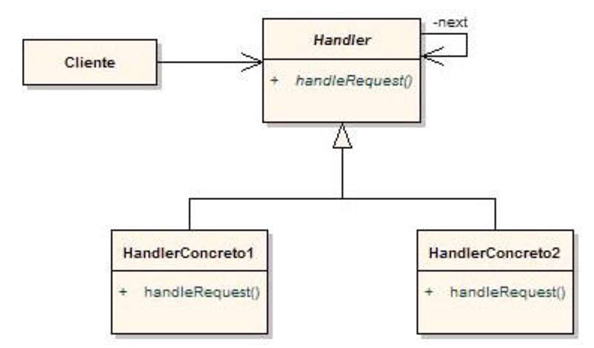 -next
Handler
Cliente
+ handleRequest()
HandlerConcreto1
HandlerConcreto2
+ handleRequest()
+ handleRequest()